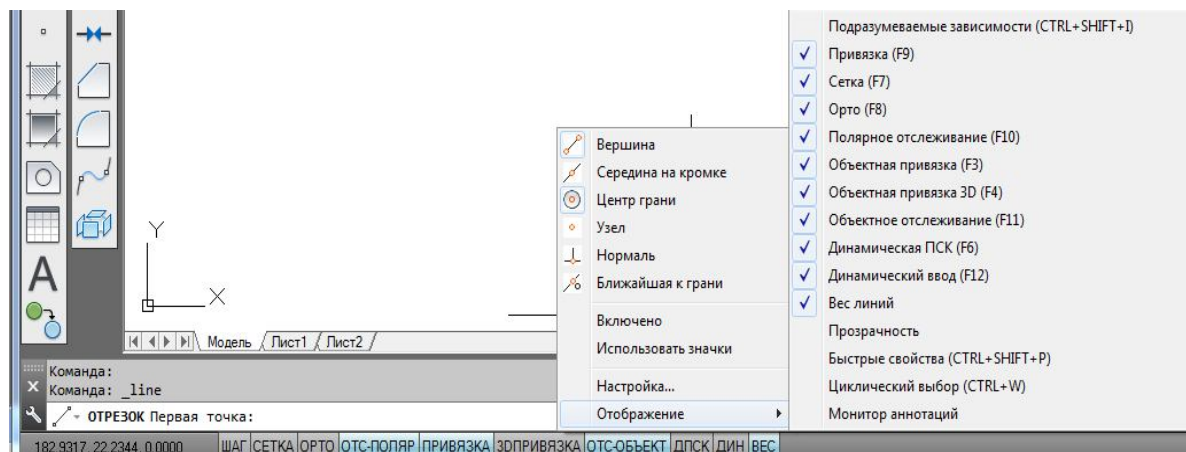 Подразумеваемые зависимости (CTRL+SHIFT+I)
Привязка (F9)
Сетка (F7)
Орто (F8)
Полярное отслеживание (F10)
Объектная привязка (F3)
Объектная привязка 3D (F4)
Объектное отслеживание (F11)
Динамическая ПСК (F6)
Динамический ввод (F12)
Вес линий
Прозрачность
Быстрые свойства (CTRL+SHIFT+P)
Циклический выбор (CTRL+W)
Монитор аннотаций
Вершина
Середина на кромке
Центр грани
Узел
Нормаль
Ближайшая к грани
Включено
Использовать значки
Настройка...
Отображение
A
Y
X
Модель Лист1 Лист2
Команда:
Команда: _line
ОТРЕЗОК Первая точка:
182.9317, 22.2344, 0.0000 ШАГ СЕТКА ОРТО ОТС-ПОЛЯР ПРИВЯЗКА 3DПРИВЯЗКА ОТС-ОБЪЕКТ ДПСК ДИН ВЕС